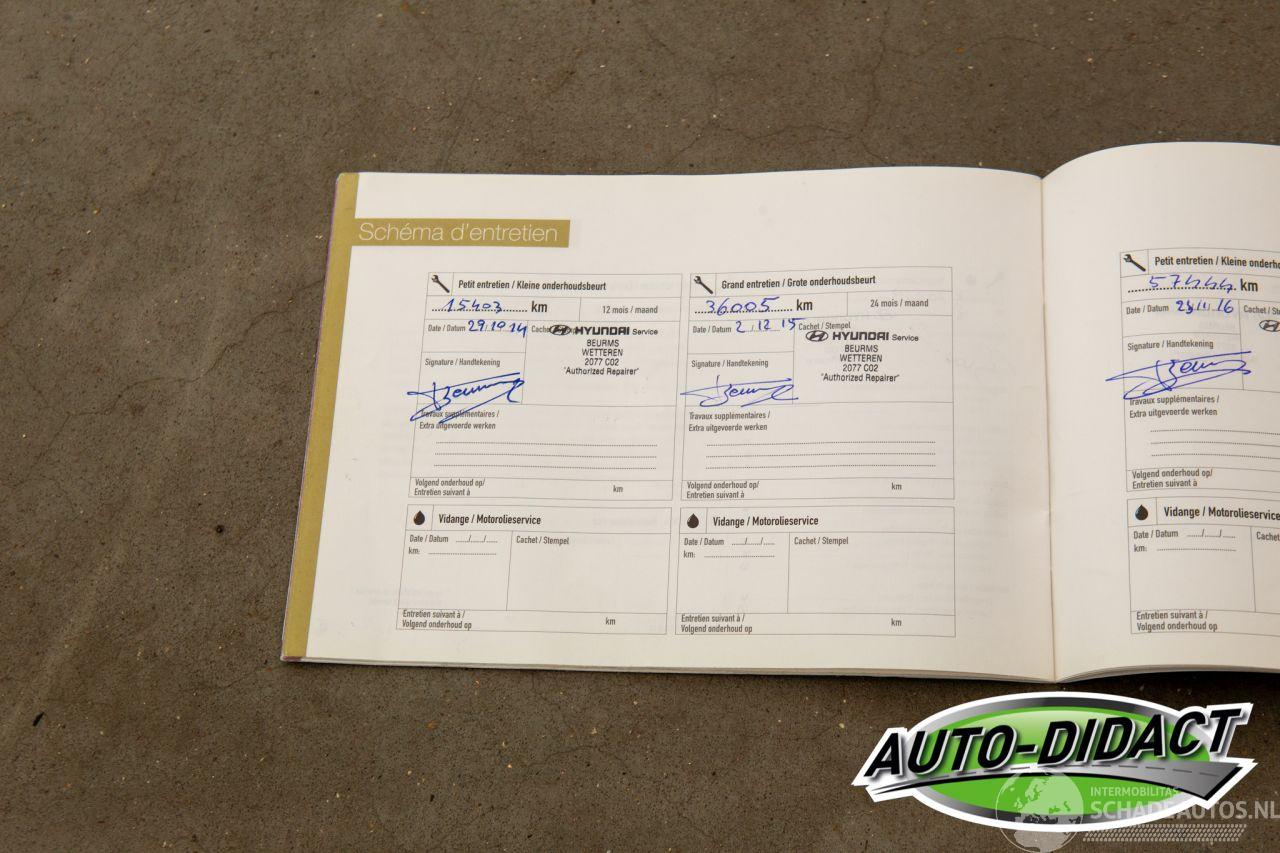 Schéma d'entretien
Petit entretien / Kleine onderhoudsbeurt
15403 km
12 mois / maand
Date / Datum 29.10.14
Cachet / Stempel
HYUNDAI Service
BEURMS
WETTEREN
2077 C02
"Authorized Repairer"
Signature / Handtekening
Travaux supplémentaires /
Extra uitgevoerde werken
Volgend onderhoud op/
Entretien suivant à
km
Vidange / Motorolieservice
Date / Datum ...../...../.....
Cachet / Stempel
km:
Entretien suivant à /
Volgend onderhoud op
km
Grand entretien / Grote onderhoudsbeurt
36005 km
24 mois / maand
Date / Datum 2.12.15
Cachet / Stempel
HYUNDAI Service
BEURMS
WETTEREN
2077 C02
"Authorized Repairer"
Signature / Handtekening
Travaux supplémentaires /
Extra uitgevoerde werken
Volgend onderhoud op/
Entretien suivant à
km
Vidange / Motorolieservice
Date / Datum ...../...../.....
Cachet / Stempel
km:
Entretien suivant à /
Volgend onderhoud op
km
Petit entretien / Kleine onderho
km
Date / Datum
Signature / Handtekening
Travaux supplémentaires /
Extra uitgevoerde werken
Volgend onderhoud op/
Entretien suivant à
Vidange / Motorolieservice
Date / Datum ...../...../.....
Cachet
km:
Entretien suivant à /
Volgend onderhoud op
AUTO-DIDACT
INTERMOBILITAS
SCHADEAUTOS.NL